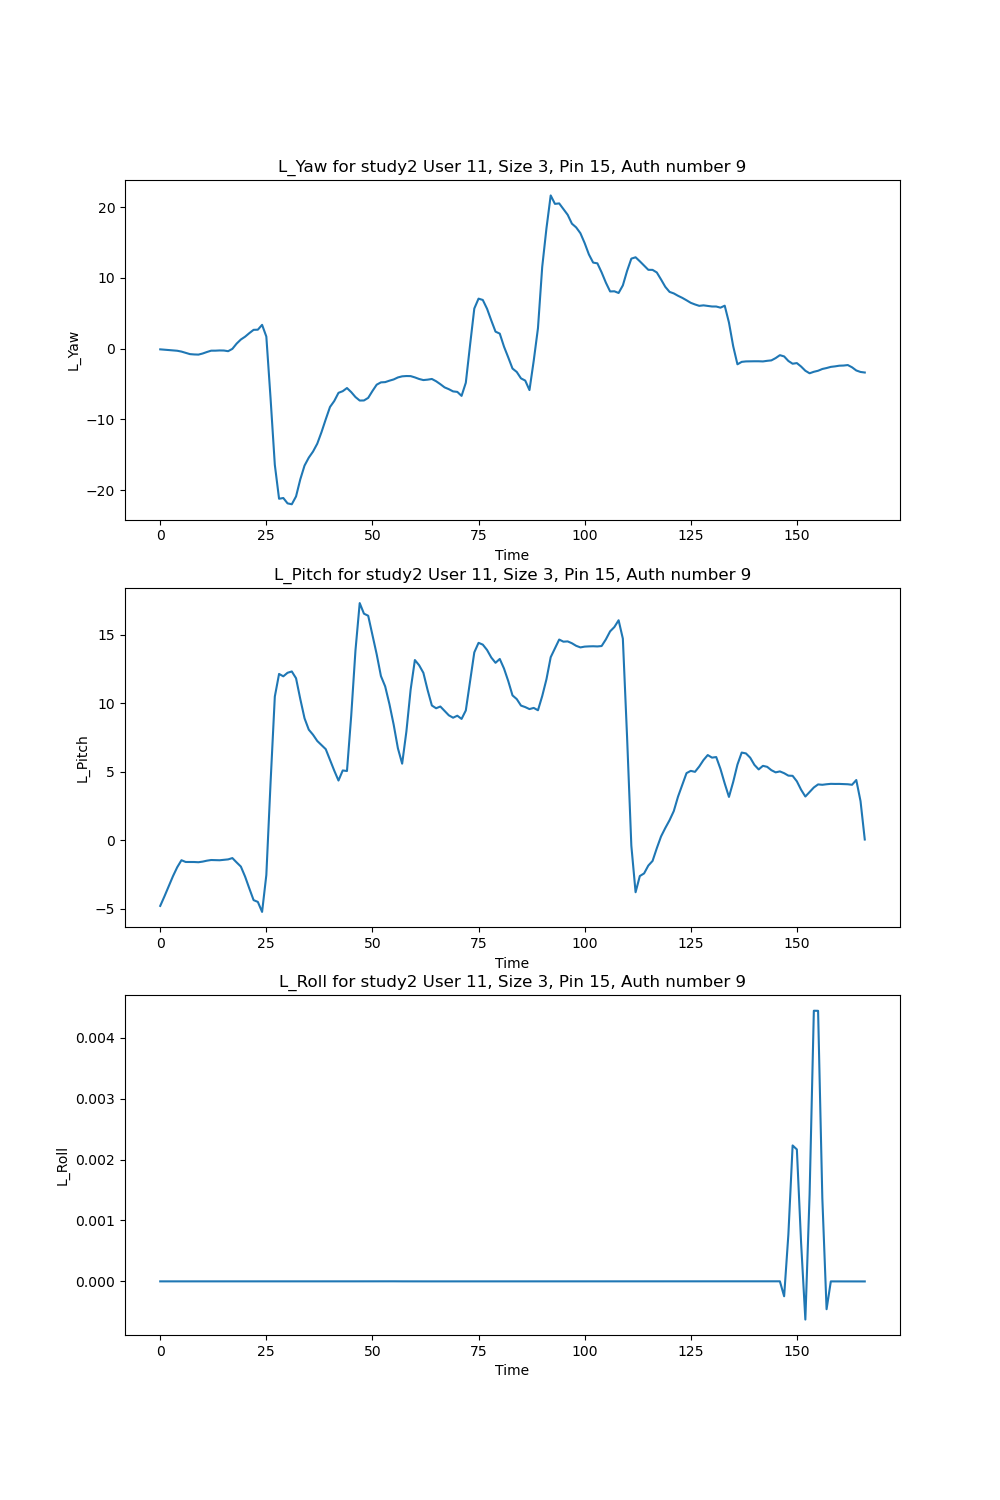 L_Yaw for study2 User 11, Size 3, Pin 15, Auth number 9
20
10
0
−10
−20
L_Yaw
0 25 50 75 100 125 150
Time
L_Pitch for study2 User 11, Size 3, Pin 15, Auth number 9
15
10
5
0
−5
L_Pitch
0 25 50 75 100 125 150
Time
L_Roll for study2 User 11, Size 3, Pin 15, Auth number 9
0.004
0.003
0.002
0.001
0.000
L_Roll
0 25 50 75 100 125 150
Time